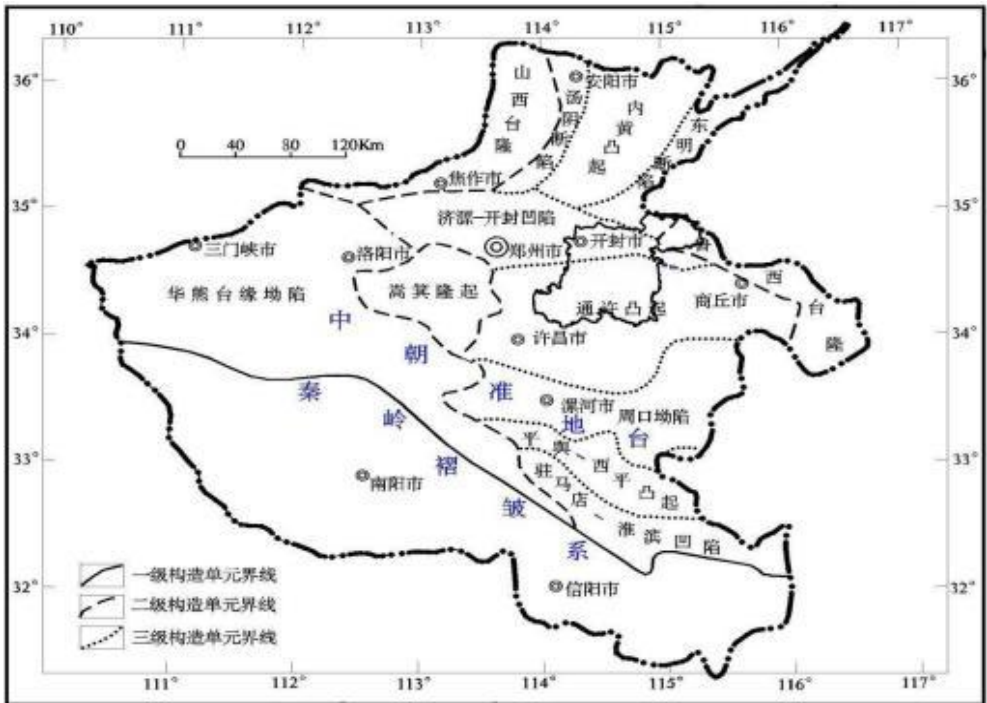 110° 111° 112° 113° 114° 115° 116° 117°
36° 36°
35° 35°
34° 34°
33° 33°
32° 32°
0 40 80 120Km
山西台隆
汤阴断陷
安阳市
内黄凸起
东明断陷
焦作市
济源-开封凹陷
三门峡市
洛阳市
郑州市
开封市
鲁西台隆
华熊台缘坳陷
嵩箕隆起
通许凸起
商丘市
中朝准地台
许昌市
秦岭褶皱系
漯河市
周口坳陷
平舆-西平凸起
驻马店-淮滨凹陷
南阳市
信阳市
一级构造单元界线
二级构造单元界线
三级构造单元界线
111° 112° 113° 114° 115° 116° 117°